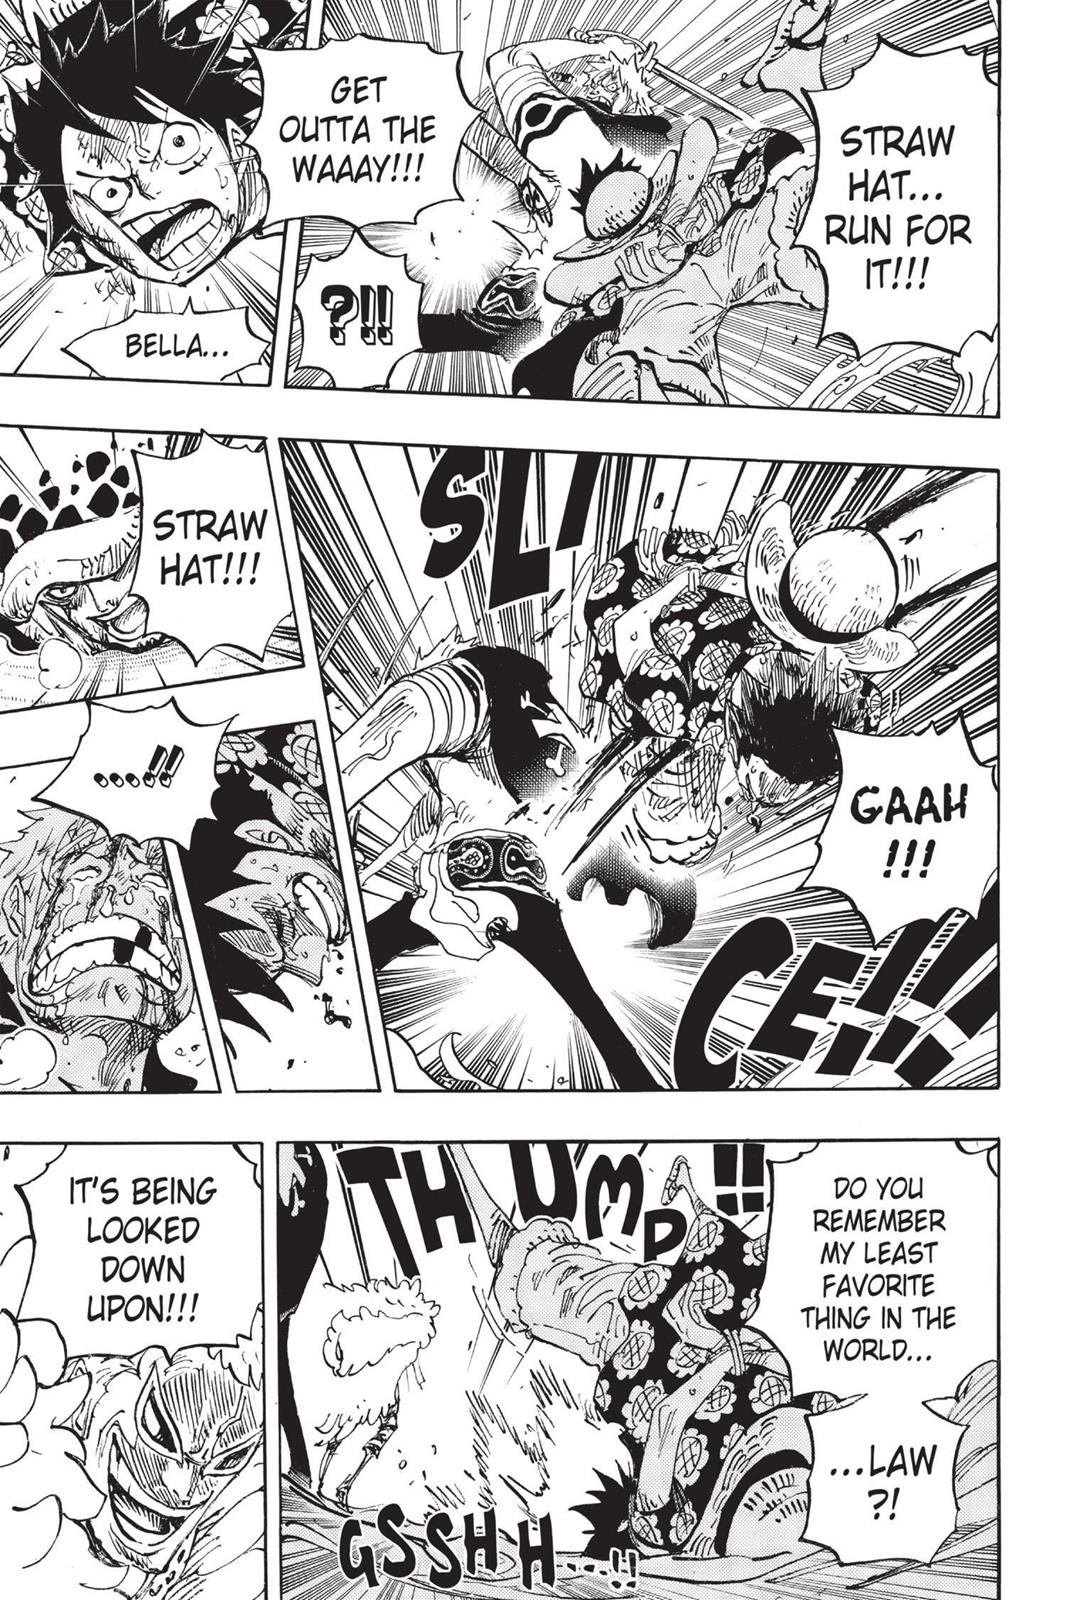 STRAW
HAT...
RUN FOR
IT!!!
GET
OUTTA THE
WAAAY!!!
?!!
BELLA...
SLI
CE!!!
GAAH
!!!
STRAW
HAT!!!
...!!
THUMP!!
DO YOU
REMEMBER
MY LEAST
FAVORITE
THING IN THE
WORLD...
...LAW
?!
GSSHH...!!
IT'S BEING
LOOKED
DOWN
UPON!!!